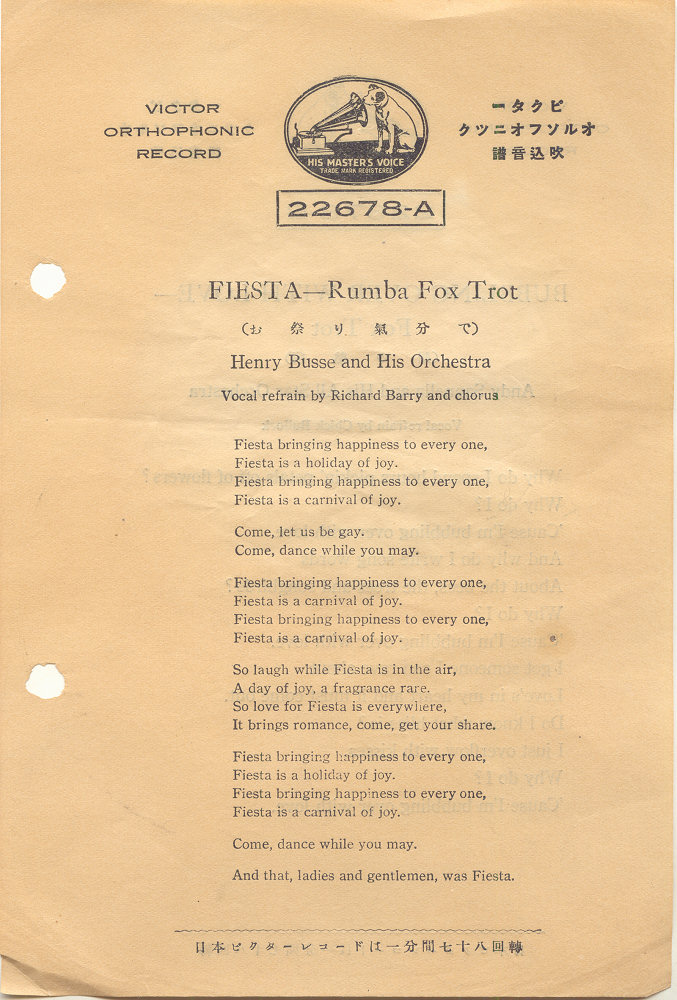 VICTOR
ORTHOPHONIC
RECORD
HIS MASTER'S VOICE
TRADE MARK REGISTERED
ビクター
オルソフオニツク
吹込音譜
22678-A
FIESTA—Rumba Fox Trot
(お祭り氣分で)
Henry Busse and His Orchestra
Vocal refrain by Richard Barry and chorus
Fiesta bringing happiness to every one,
Fiesta is a holiday of joy.
Fiesta bringing happiness to every one,
Fiesta is a carnival of joy.
Come, let us be gay.
Come, dance while you may.
Fiesta bringing happiness to every one,
Fiesta is a carnival of joy.
Fiesta bringing happiness to every one,
Fiesta is a carnival of joy.
So laugh while Fiesta is in the air,
A day of joy, a fragrance rare.
So love for Fiesta is everywhere,
It brings romance, come, get your share.
Fiesta bringing happiness to every one,
Fiesta is a holiday of joy.
Fiesta bringing happiness to every one,
Fiesta is a carnival of joy.
Come, dance while you may.
And that, ladies and gentlemen, was Fiesta.
日本ビクターレコードは一分間七十八回轉